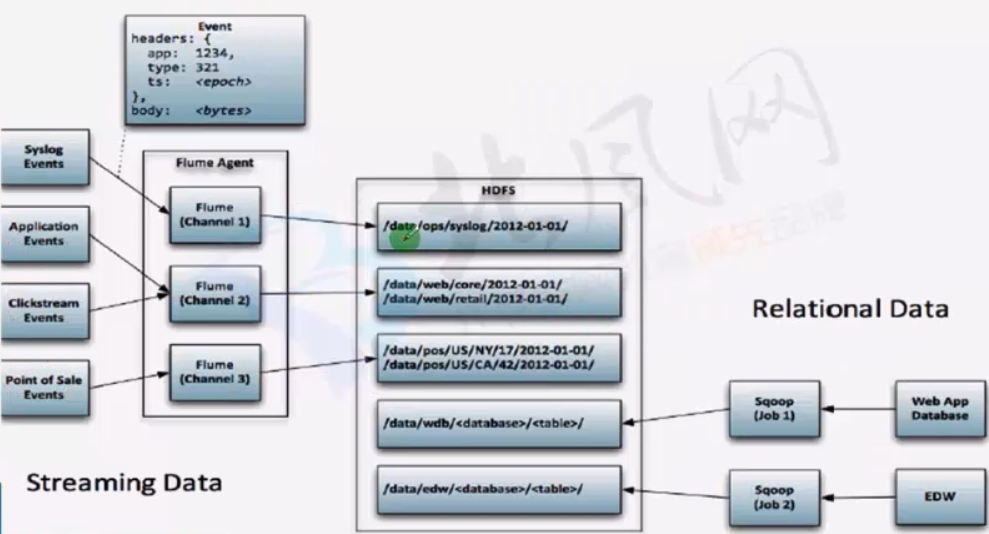 Event
headers: {
app: 1234,
type: 321
ts: <epoch>
},
body: <bytes>
Syslog
Events
Application
Events
Clickstream
Events
Point of Sale
Events
Flume Agent
Flume
(Channel 1)
Flume
(Channel 2)
Flume
(Channel 3)
HDFS
/data/ops/syslog/2012-01-01/
/data/web/core/2012-01-01/
/data/web/retail/2012-01-01/
/data/pos/US/NY/17/2012-01-01/
/data/pos/US/CA/42/2012-01-01/
/data/wdb/<database>/<table>/
/data/edw/<database>/<table>/
Relational Data
Sqoop
(Job 1)
Web App
Database
Sqoop
(Job 2)
EDW
Streaming Data
北风网